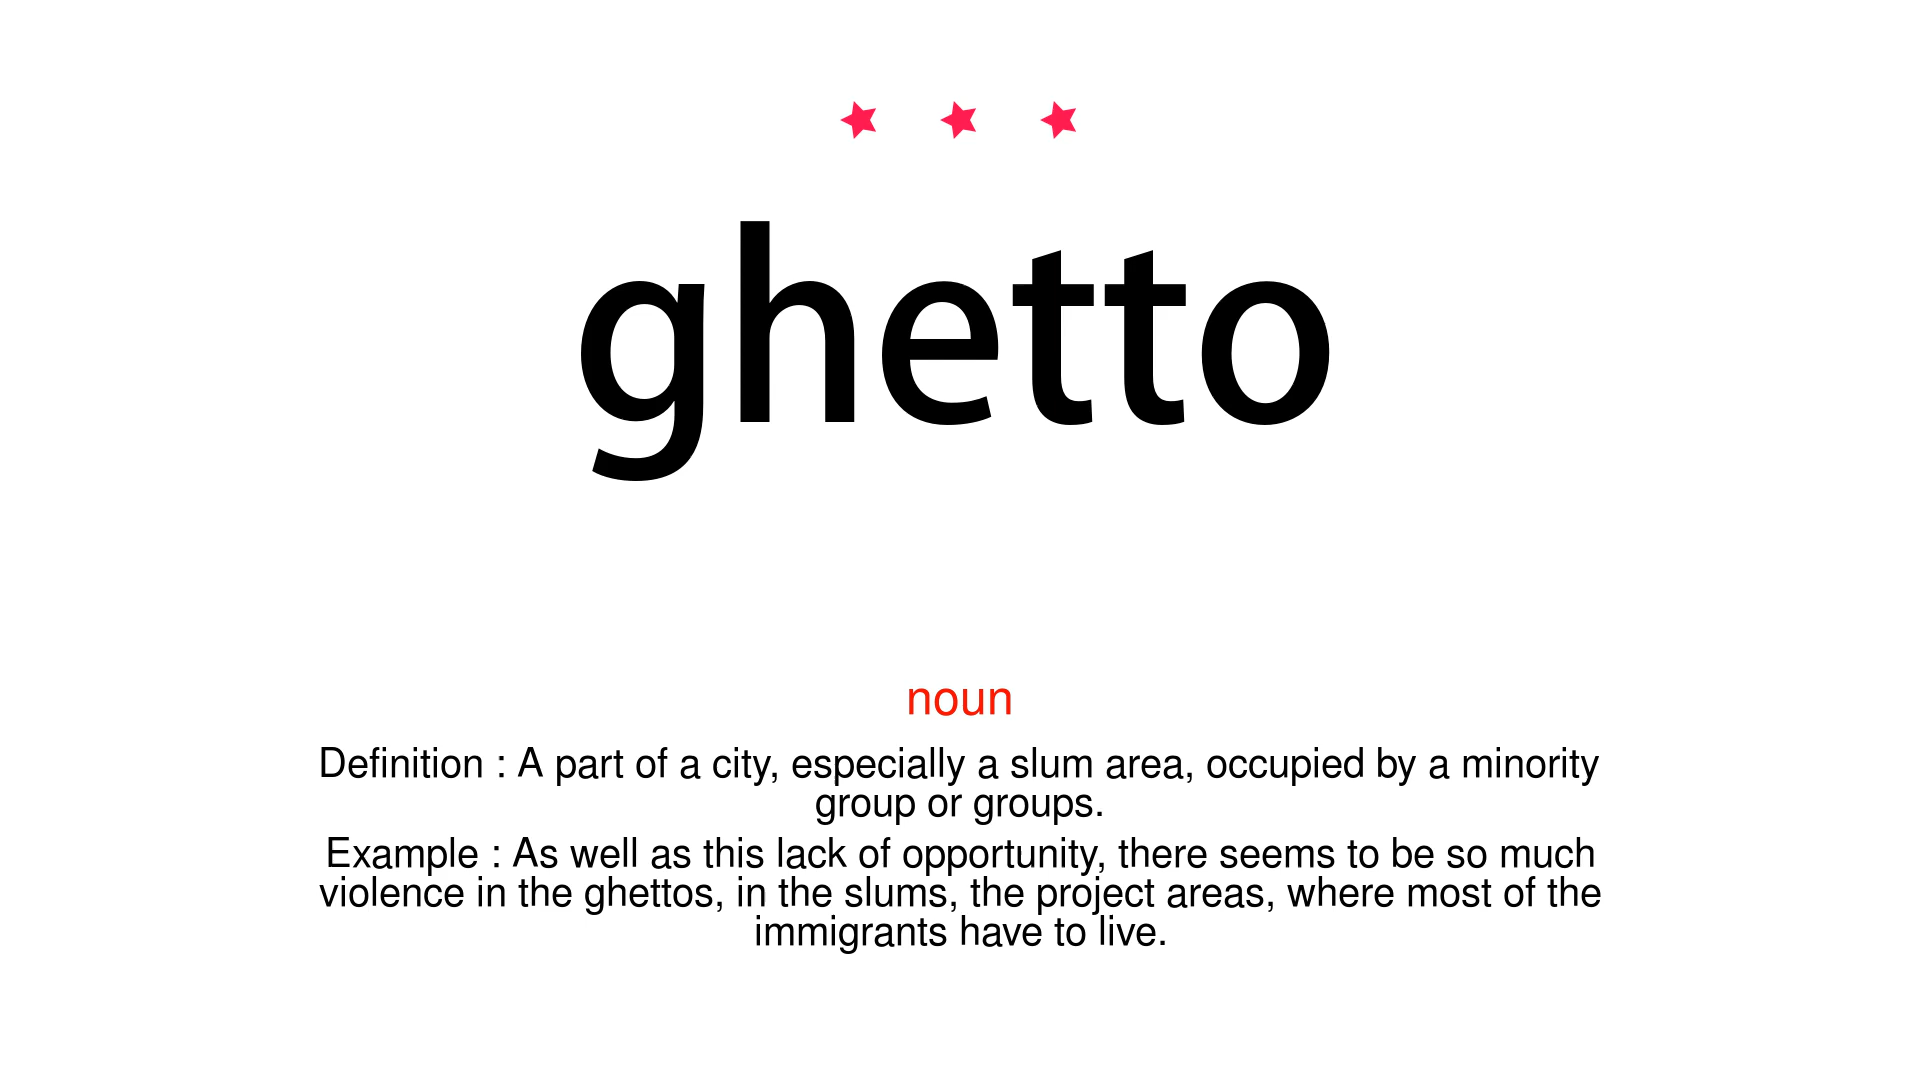 ghetto
noun
Definition : A part of a city, especially a slum area, occupied by a minority
group or groups.
Example : As well as this lack of opportunity, there seems to be so much
violence in the ghettos, in the slums, the project areas, where most of the
immigrants have to live.